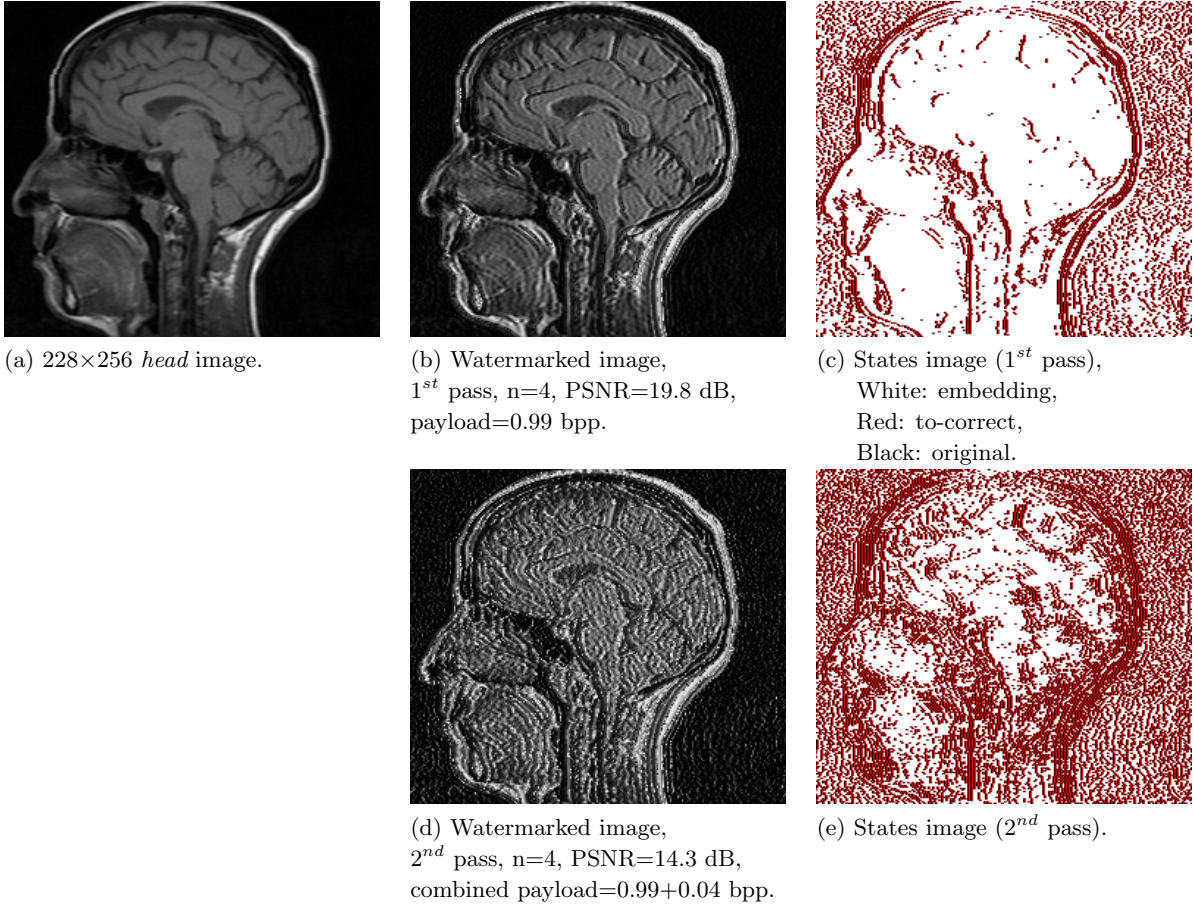 (a) 228×256 head image.
(b) Watermarked image,
1st pass, n=4, PSNR=19.8 dB,
payload=0.99 bpp.
(c) States image (1st pass),
White: embedding,
Red: to-correct,
Black: original.
(d) Watermarked image,
2nd pass, n=4, PSNR=14.3 dB,
combined payload=0.99+0.04 bpp.
(e) States image (2nd pass).